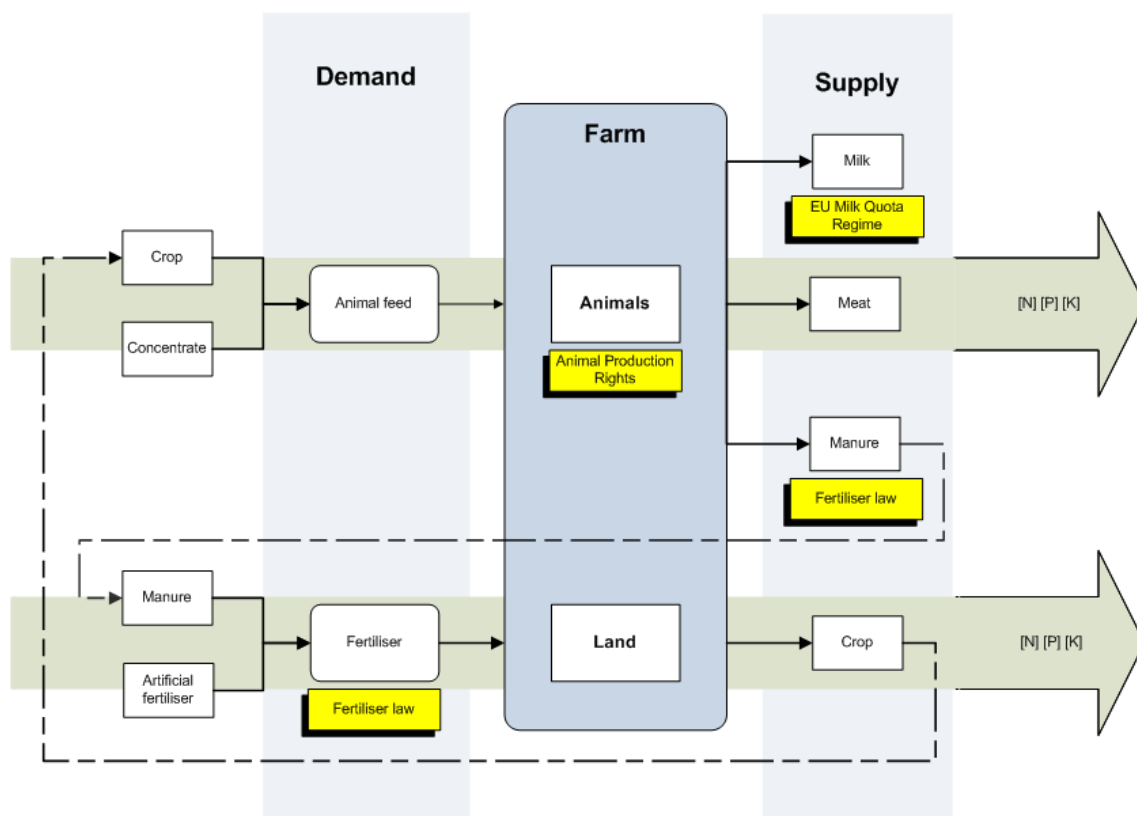 Demand
Supply
Farm
Milk
EU Milk Quota
Regime
Crop
Animal feed
Animals
Meat
[N] [P] [K]
Concentrate
Animal Production
Rights
Manure
Fertiliser law
Manure
Fertiliser
Land
Crop
[N] [P] [K]
Artificial
fertiliser
Fertiliser law